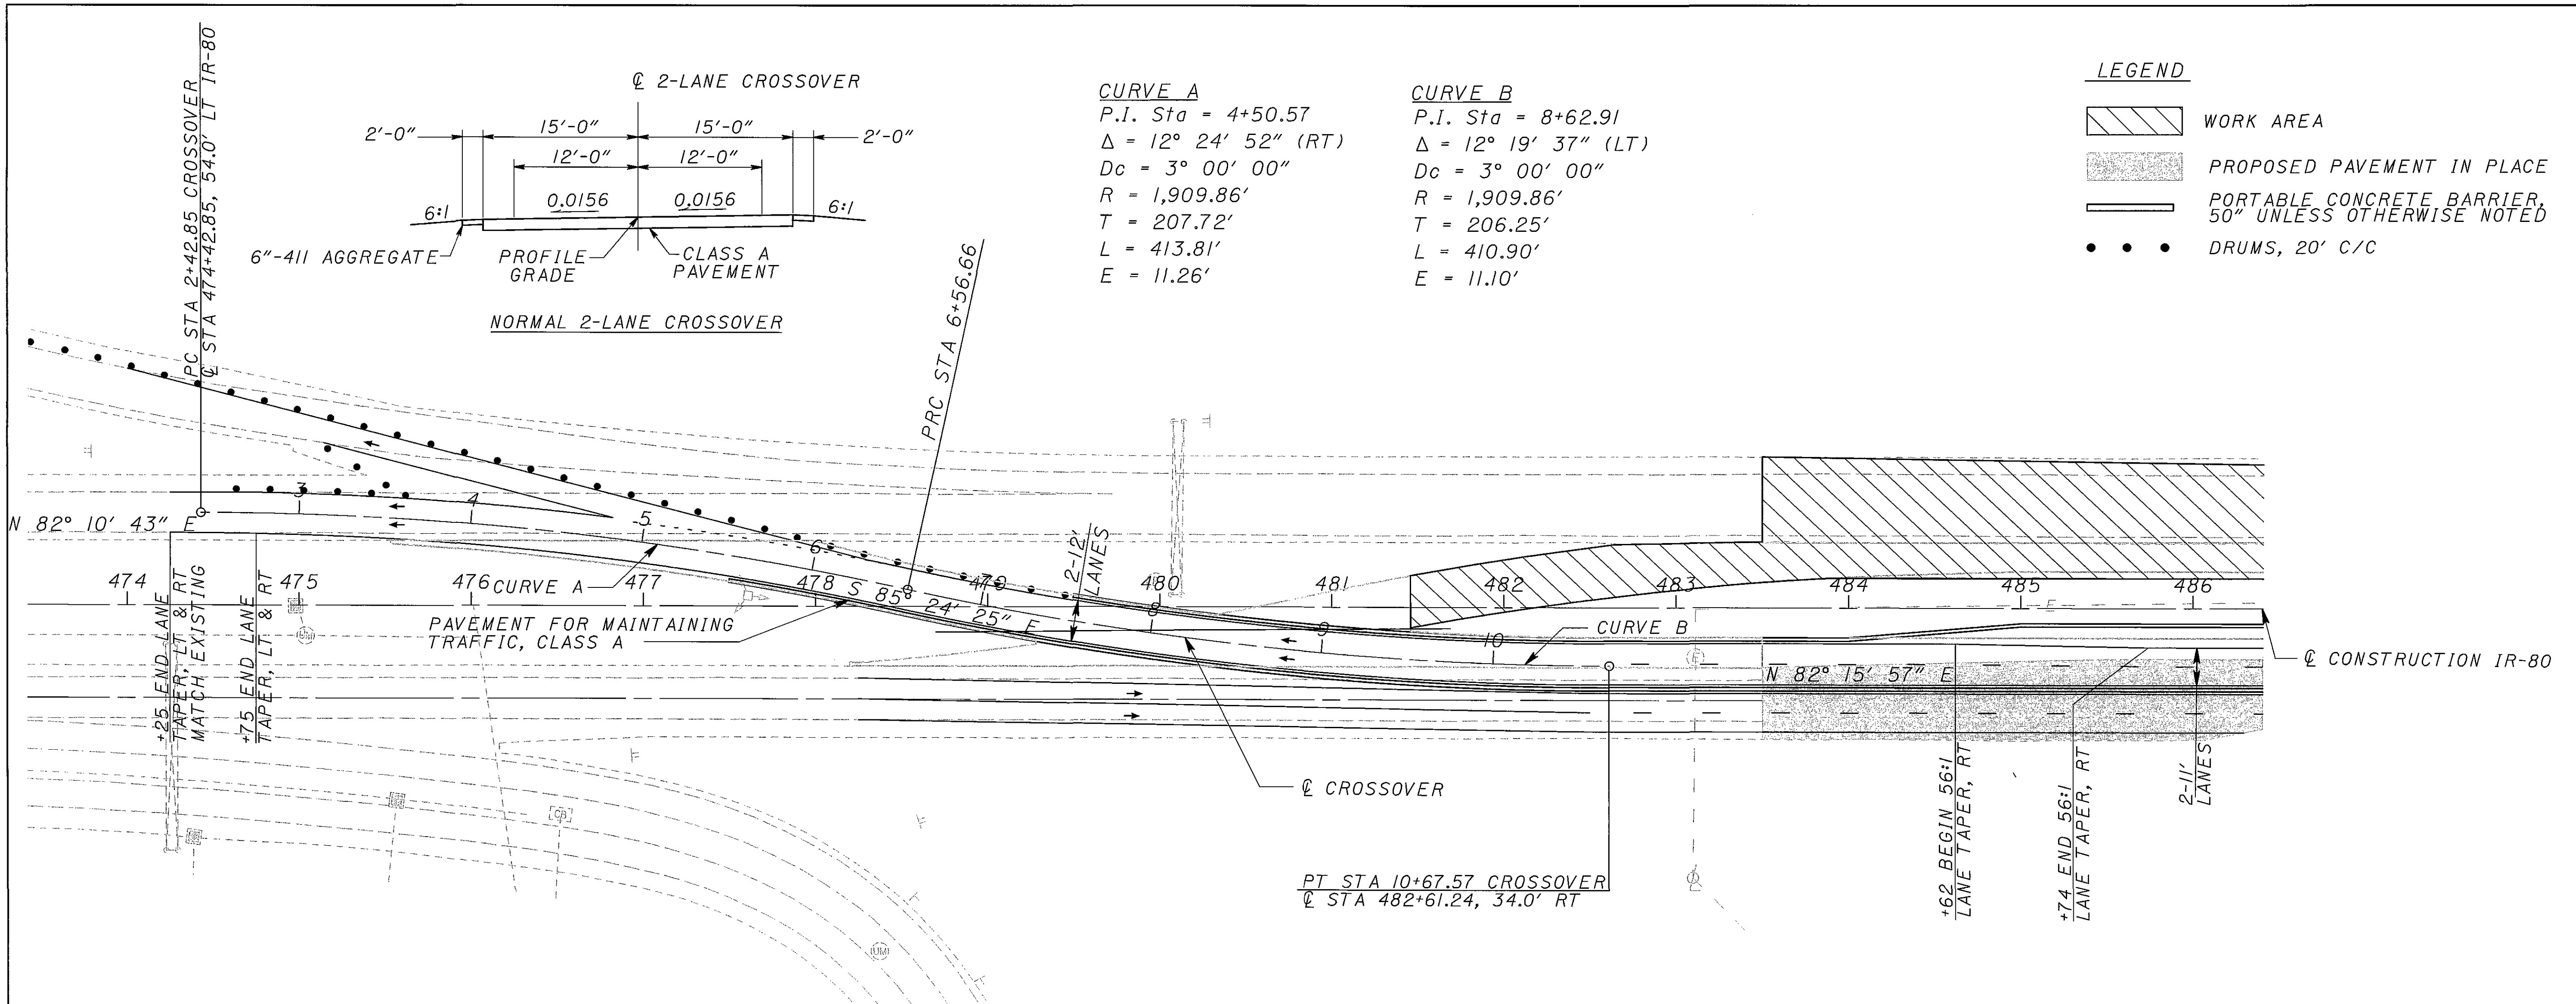 PC STA 2+42.85 CROSSOVER
℄ STA 474+42.85, 54.0' LT IR-80
℄ 2-LANE CROSSOVER
2'-0"
15'-0"
15'-0"
2'-0"
12'-0"
12'-0"
6:1
0.0156
0.0156
6:1
6"-411 AGGREGATE
PROFILE
GRADE
CLASS A
PAVEMENT
NORMAL 2-LANE CROSSOVER
CURVE A
P.I. Sta = 4+50.57
Δ = 12° 24' 52" (RT)
Dc = 3° 00' 00"
R = 1,909.86'
T = 207.72'
L = 413.81'
E = 11.26'
CURVE B
P.I. Sta = 8+62.91
Δ = 12° 19' 37" (LT)
Dc = 3° 00' 00"
R = 1,909.86'
T = 206.25'
L = 410.90'
E = 11.10'
LEGEND
WORK AREA
PROPOSED PAVEMENT IN PLACE
PORTABLE CONCRETE BARRIER,
50" UNLESS OTHERWISE NOTED
DRUMS, 20' C/C
PRC STA 6+56.66
N 82° 10' 43" E
3
4
5
6
8
9
10
474
475
476
477
478
479
480
481
482
483
484
485
486
CURVE A
S 85° 24' 25" E
2-12'
LANES
PAVEMENT FOR MAINTAINING
TRAFFIC, CLASS A
CURVE B
℄ CONSTRUCTION IR-80
N 82° 15' 57" E
+25 END LANE
TAPER, LT & RT
MATCH EXISTING
+75 END LANE
TAPER, LT & RT
℄ CROSSOVER
PT STA 10+67.57 CROSSOVER
℄ STA 482+61.24, 34.0' RT
+62 BEGIN 56:1
LANE TAPER, RT
+74 END 56:1
LANE TAPER, RT
2-11'
LANES
CB
UM